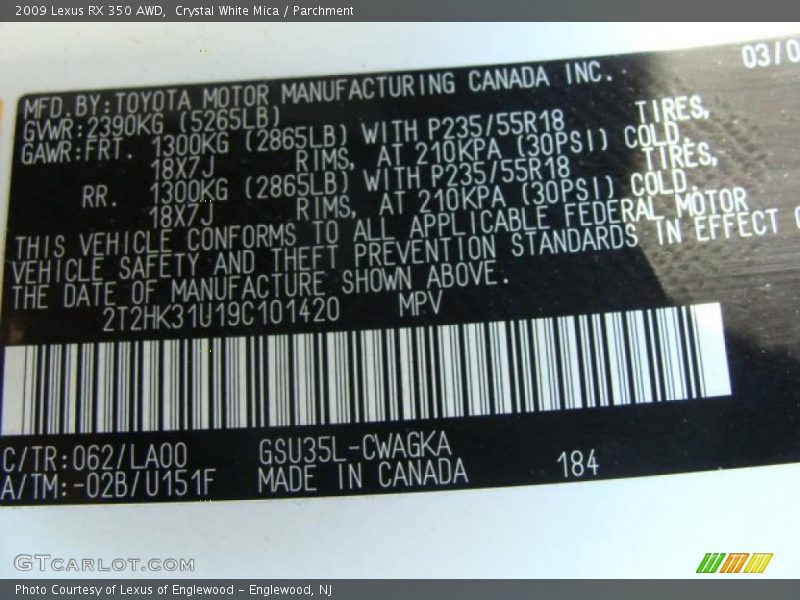 2009 Lexus RX 350 AWD, Crystal White Mica / Parchment
03/0
MFD.BY:TOYOTA MOTOR MANUFACTURING CANADA INC.
GVWR:2390KG (5265LB)
GAWR:FRT. 1300KG (2865LB) WITH P235/55R18 TIRES,
18X7J RIMS, AT 210KPA (30PSI) COLD.
RR. 1300KG (2865LB) WITH P235/55R18 TIRES,
18X7J RIMS, AT 210KPA (30PSI) COLD.
THIS VEHICLE CONFORMS TO ALL APPLICABLE FEDERAL MOTOR
VEHICLE SAFETY AND THEFT PREVENTION STANDARDS IN EFFECT
THE DATE OF MANUFACTURE SHOWN ABOVE.
2T2HK31U19C101420 MPV
C/TR:062/LA00 GSU35L-CWAGKA
A/TM:-02B/U151F MADE IN CANADA 184
GTCARLOT.COM
Photo Courtesy of Lexus of Englewood - Englewood, NJ